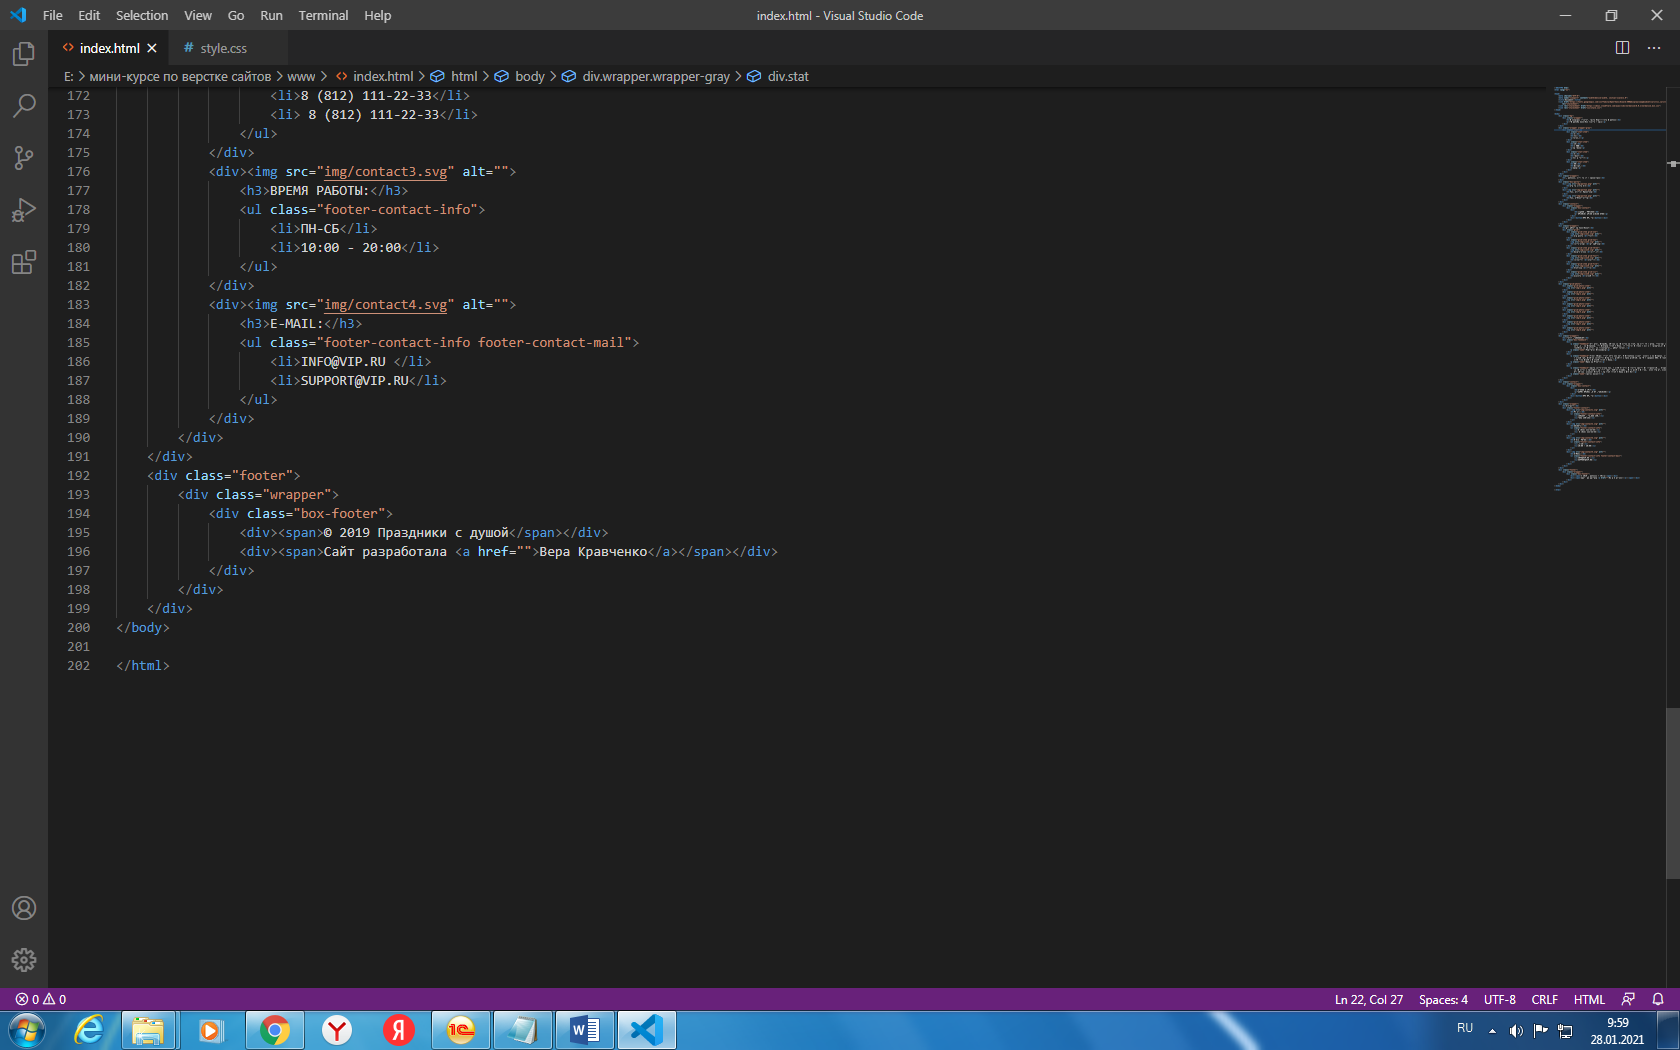 File Edit Selection View Go Run Terminal Help
index.html - Visual Studio Code
index.html
style.css
E: > мини-курсе по верстке сайтов > www > index.html > html > body > div.wrapper.wrapper-gray > div.stat
172 <li>8 (812) 111-22-33</li>
173 <li> 8 (812) 111-22-33</li>
174 </ul>
175 </div>
176 <div><img src="img/contact3.svg" alt="">
177 <h3>ВРЕМЯ РАБОТЫ:</h3>
178 <ul class="footer-contact-info">
179 <li>ПН-СБ</li>
180 <li>10:00 - 20:00</li>
181 </ul>
182 </div>
183 <div><img src="img/contact4.svg" alt="">
184 <h3>E-MAIL:</h3>
185 <ul class="footer-contact-info footer-contact-mail">
186 <li>INFO@VIP.RU </li>
187 <li>SUPPORT@VIP.RU</li>
188 </ul>
189 </div>
190 </div>
191 </div>
192 <div class="footer">
193 <div class="wrapper">
194 <div class="box-footer">
195 <div><span>© 2019 Праздники с душой</span></div>
196 <div><span>Сайт разработала <a href="">Вера Кравченко</a></span></div>
197 </div>
198 </div>
199 </div>
200 </body>
201
202 </html>
0 0
Ln 22, Col 27 Spaces: 4 UTF-8 CRLF HTML
RU
9:59
28.01.2021